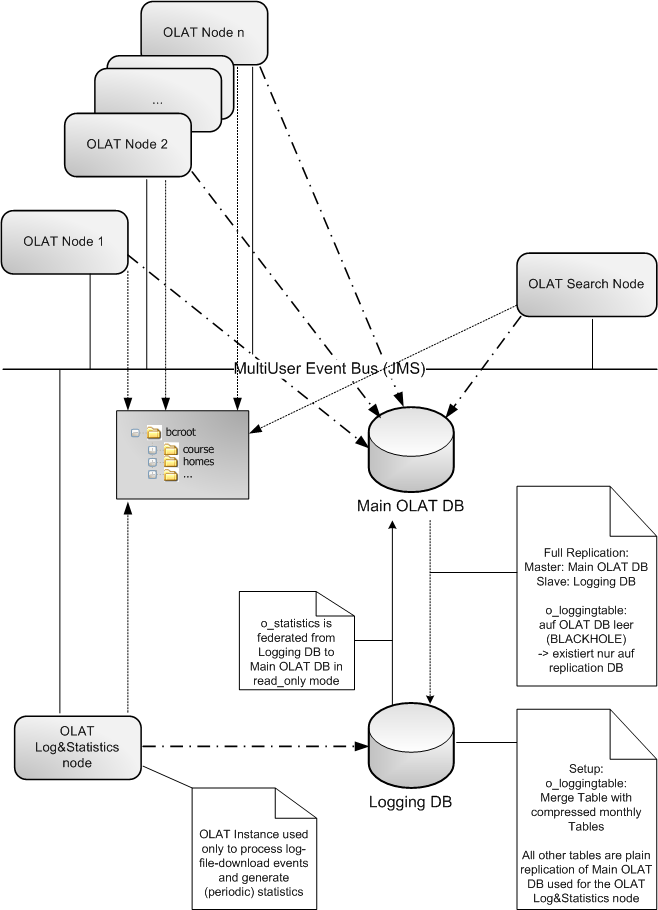 OLAT Node n
...
OLAT Node 2
OLAT Node 1
OLAT Search Node
MultiUser Event Bus (JMS)
bcroot
course
homes
...
Main OLAT DB
Full Replication:
Master: Main OLAT DB
Slave: Logging DB
o_loggingtable:
auf OLAT DB leer
(BLACKHOLE)
-> existiert nur auf
replication DB
o_statistics is
federated from
Logging DB to
Main OLAT DB in
read_only mode
OLAT
Log&Statistics
node
Logging DB
Setup:
o_loggingtable:
Merge Table with
compressed monthly
Tables
All other tables are plain
replication of Main OLAT
DB used for the OLAT
Log&Statistics node
OLAT Instance used
only to process log-
file-download events
and generate
(periodic) statistics